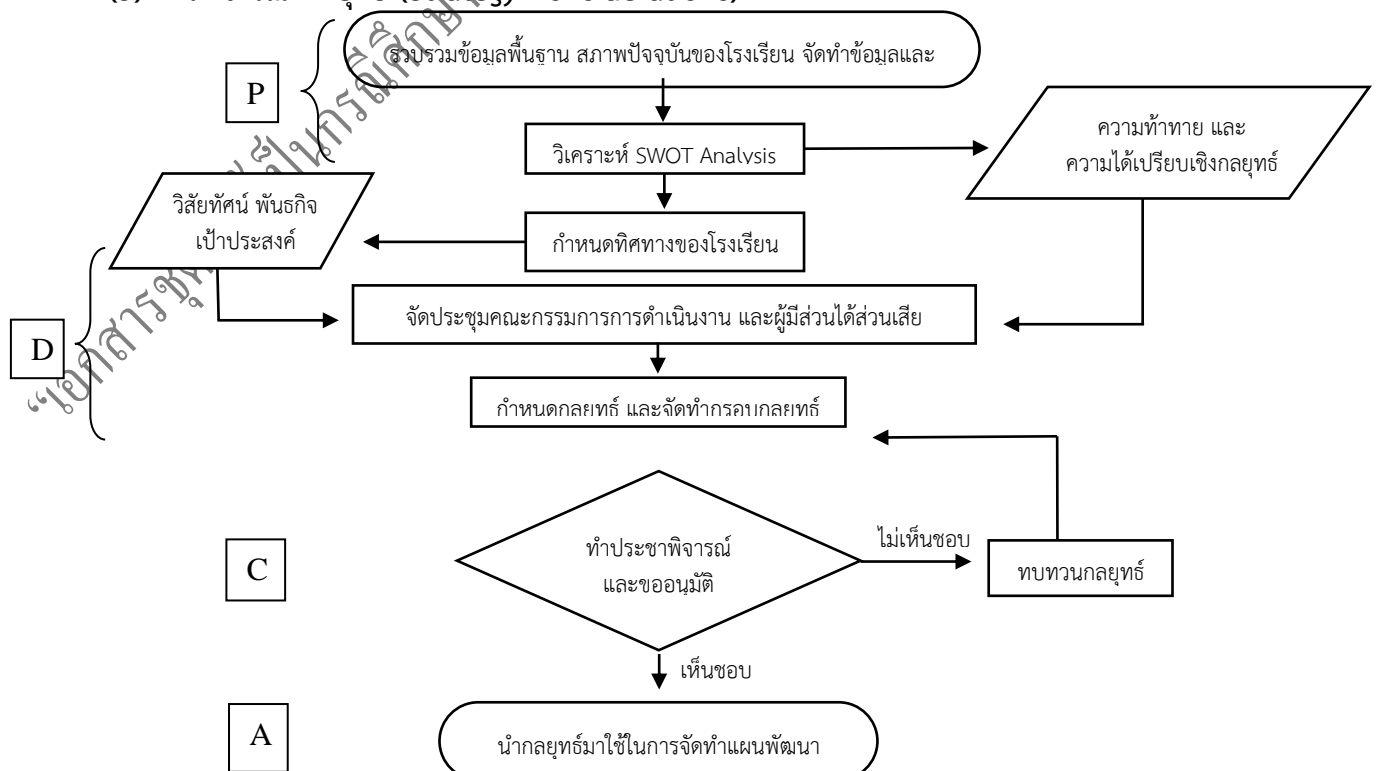 รวบรวมข้อมูลพื้นฐาน สภาพปัจจุบันของโรงเรียน จัดทำข้อมูลและ
P
วิเคราะห์ SWOT Analysis
ความท้าทาย และ
ความได้เปรียบเชิงกลยุทธ์
วิสัยทัศน์ พันธกิจ
เป้าประสงค์
กำหนดทิศทางของโรงเรียน
D
จัดประชุมคณะกรรมการการดำเนินงาน และผู้มีส่วนได้ส่วนเสีย
กำหนดกลยุทธ์ และจัดทำกรอบกลยุทธ์
C
ทำประชาพิจารณ์
และขออนุมัติ
ไม่เห็นชอบ
ทบทวนกลยุทธ์
เห็นชอบ
A
นำกลยุทธ์มาใช้ในการจัดทำแผนพัฒนา